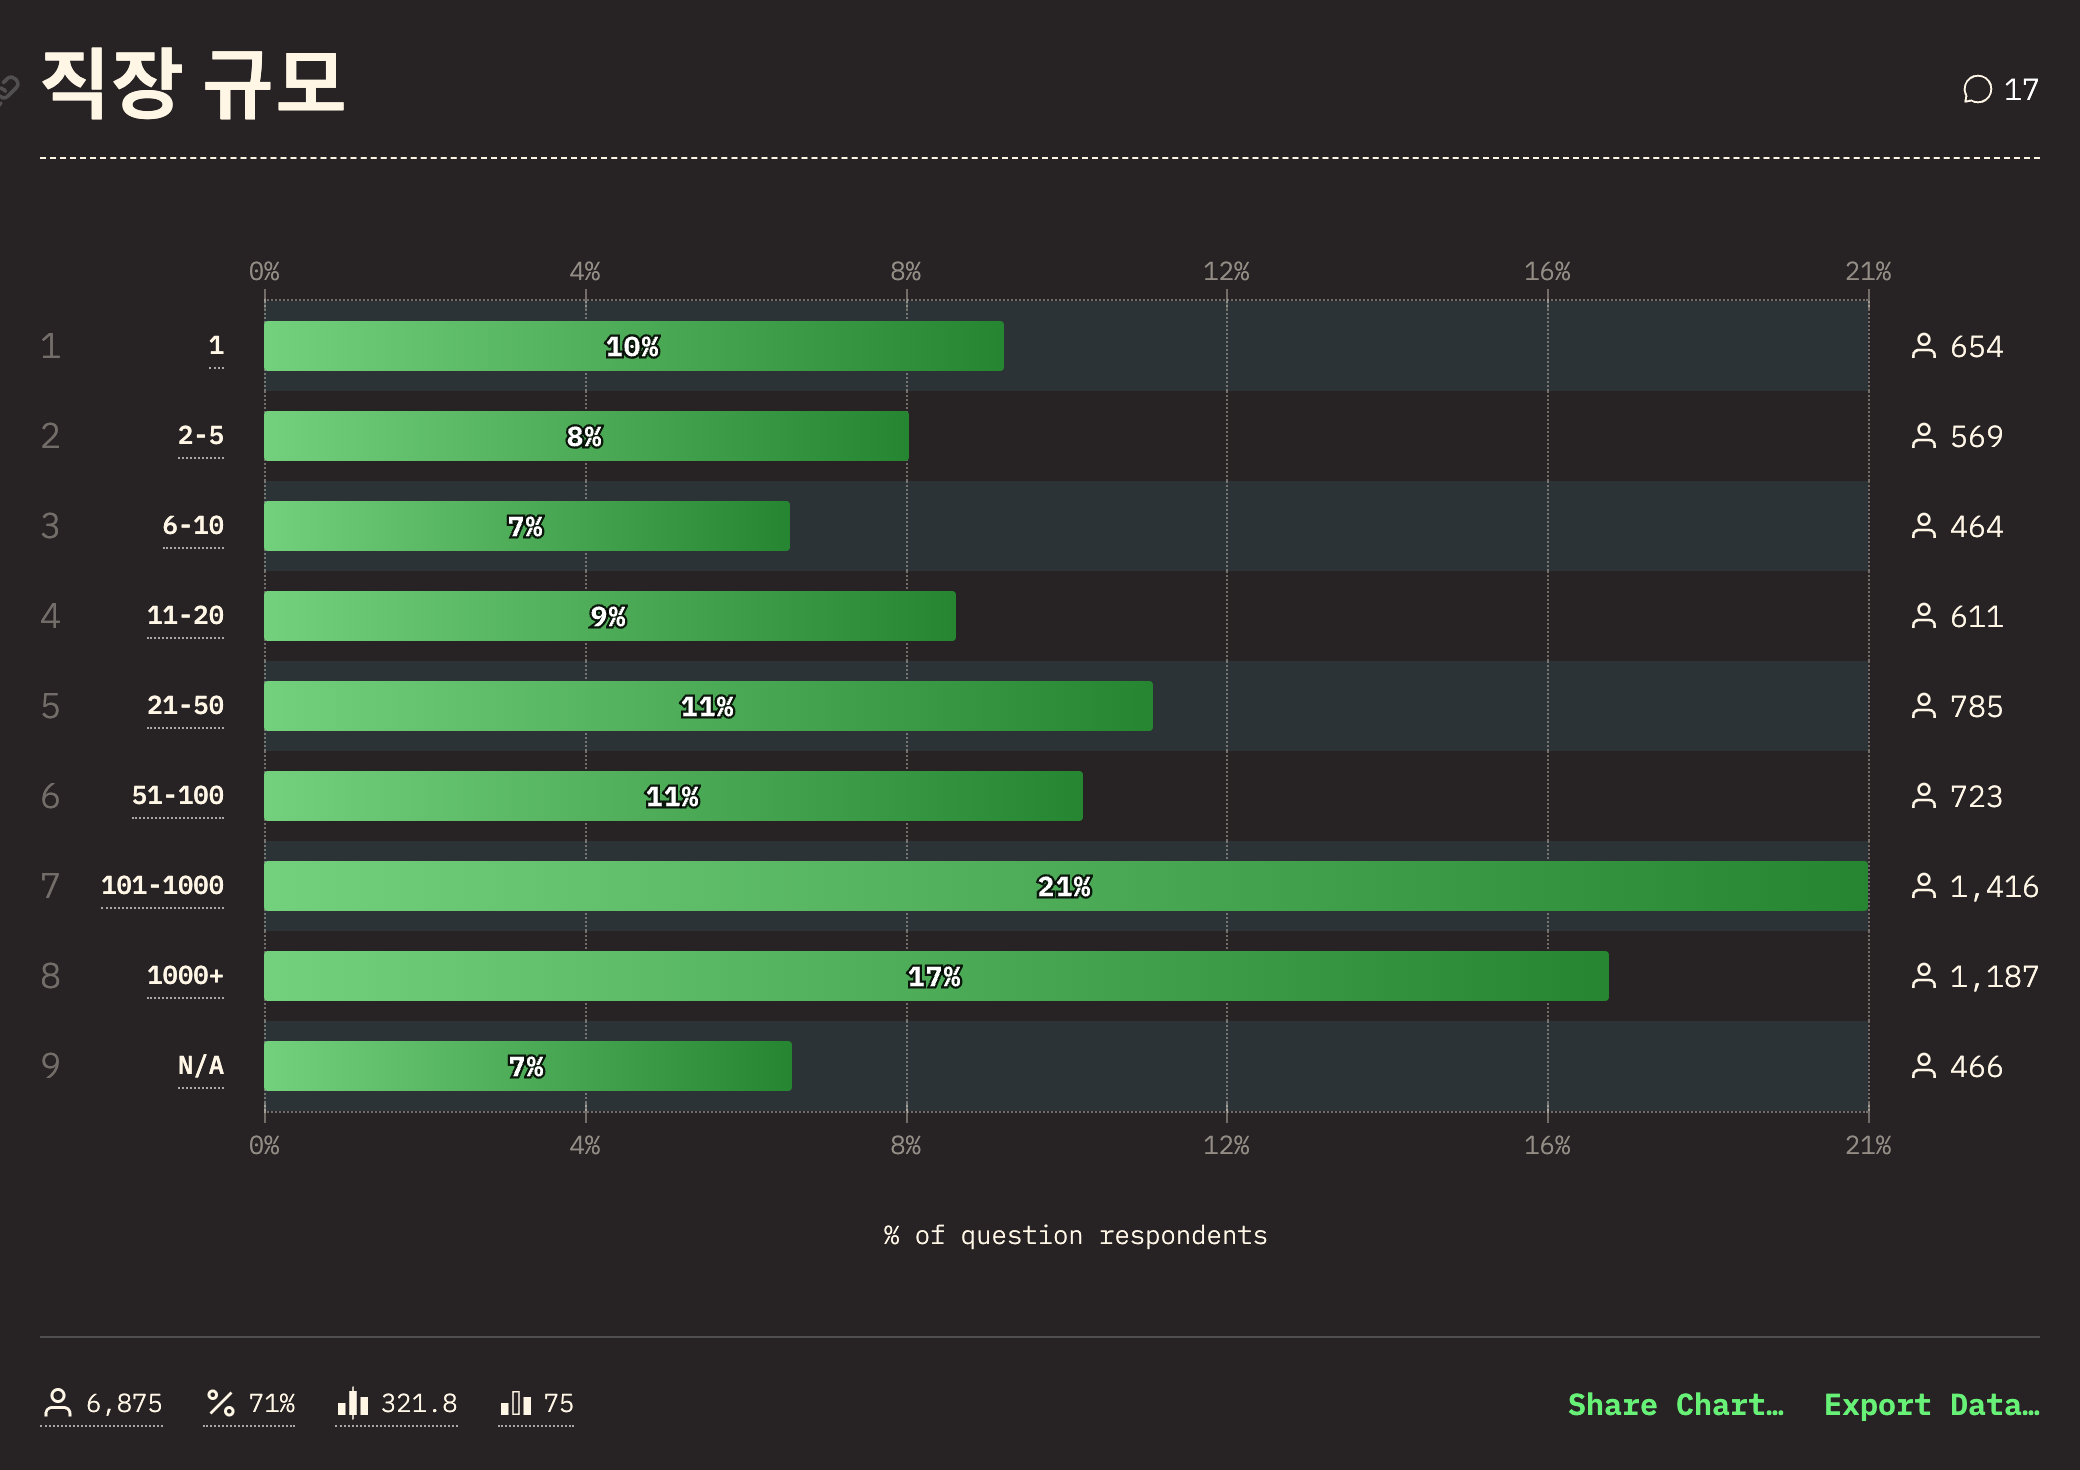 직장 규모
17
0% 4% 8% 12% 16% 21%
1 1 10% 654
2 2-5 8% 569
3 6-10 7% 464
4 11-20 9% 611
5 21-50 11% 785
6 51-100 11% 723
7 101-1000 21% 1,416
8 1000+ 17% 1,187
9 N/A 7% 466
0% 4% 8% 12% 16% 21%
% of question respondents
6,875 % 71% 321.8 75 Share Chart… Export Data…